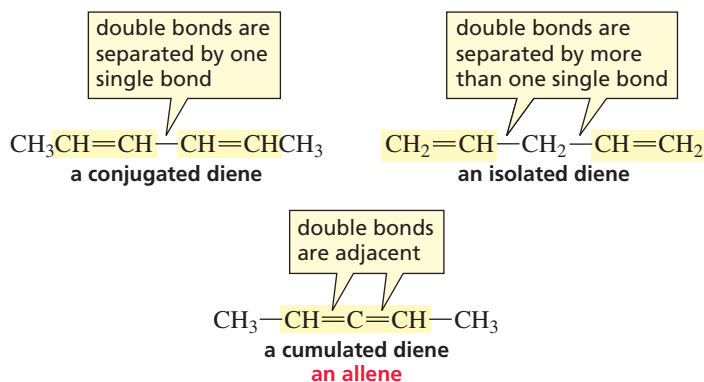 double bonds are
separated by one
single bond
double bonds are
separated by more
than one single bond
CH₃CH=CH—CH=CHCH₃
a conjugated diene
CH₂=CH—CH₂—CH=CH₂
an isolated diene
double bonds
are adjacent
CH₃—CH=C=CH—CH₃
a cumulated diene
an allene